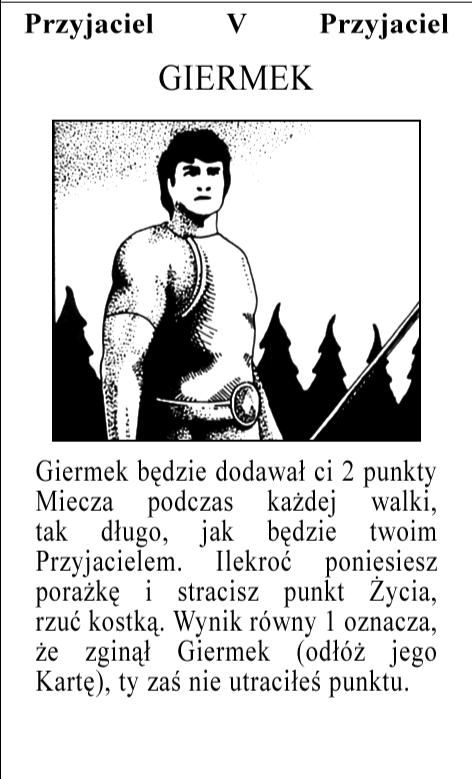 Przyjaciel V Przyjaciel
GIERMEK
Giermek będzie dodawał ci 2 punkty
Miecza podczas każdej walki,
tak długo, jak będzie twoim
Przyjacielem. Ilekroć poniesiesz
porażkę i stracisz punkt Życia,
rzuć kostką. Wynik równy 1 oznacza,
że zginął Giermek (odłóż jego
Kartę), ty zaś nie utraciłeś punktu.